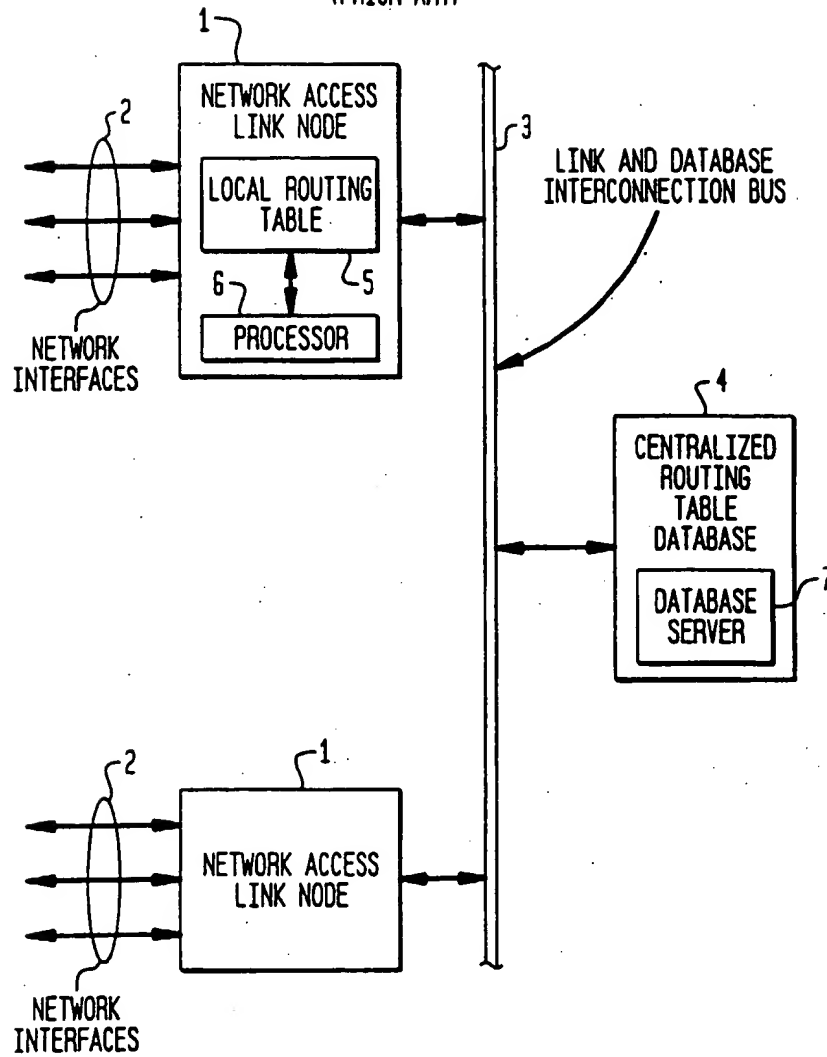 1
NETWORK ACCESS
LINK NODE
2
LOCAL ROUTING
TABLE
6
5
PROCESSOR
NETWORK
INTERFACES
3
LINK AND DATABASE
INTERCONNECTION BUS
4
CENTRALIZED
ROUTING
TABLE
DATABASE
7
DATABASE
SERVER
1
2
NETWORK ACCESS
LINK NODE
NETWORK
INTERFACES